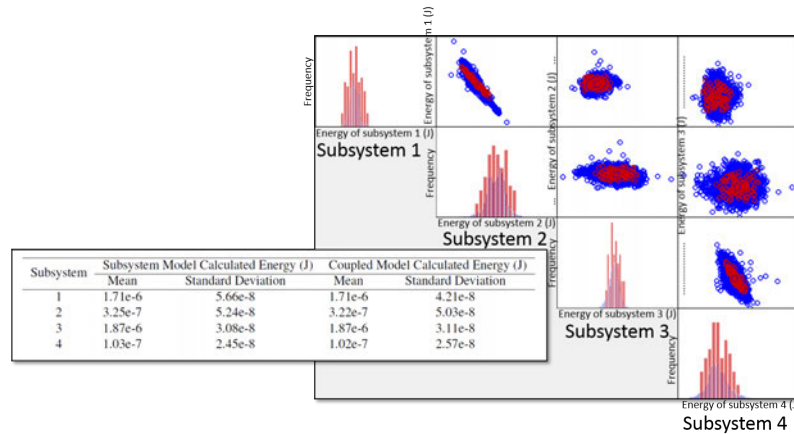 Frequency
Energy of subsystem 1 (J)
Subsystem 1
Energy of subsystem 1 (J)
Frequency
Energy of subsystem 2 (J)
Subsystem 2
Energy of subsystem 2 (J)
Frequency
Energy of subsystem 3 (J)
Subsystem 3
Energy of subsystem 3 (J)
Frequency
Energy of subsystem 4 (J
Subsystem 4
Subsystem Subsystem Model Calculated Energy (J) Coupled Model Calculated Energy (J)
Mean Standard Deviation Mean Standard Deviation
1 1.71e-6 5.66e-8 1.71e-6 4.21e-8
2 3.25e-7 5.24e-8 3.22e-7 5.03e-8
3 1.87e-6 3.08e-8 1.87e-6 3.11e-8
4 1.03e-7 2.45e-8 1.02e-7 2.57e-8